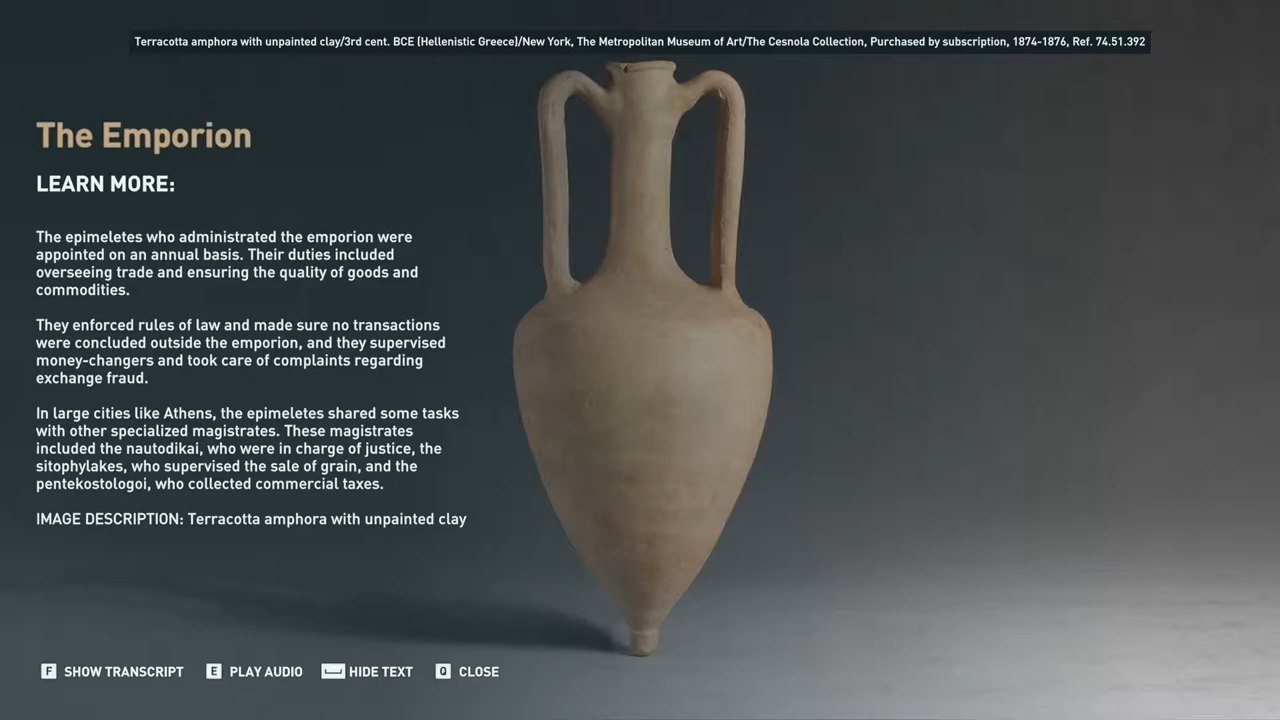 Terracotta amphora with unpainted clay/3rd cent. BCE (Hellenistic Greece)/New York, The Metropolitan Museum of Art/The Cesnola Collection, Purchased by subscription, 1874-1876, Ref. 74.51.392
The Emporion
LEARN MORE:
The epimeletes who administrated the emporion were
appointed on an annual basis. Their duties included
overseeing trade and ensuring the quality of goods and
commodities.
They enforced rules of law and made sure no transactions
were concluded outside the emporion, and they supervised
money-changers and took care of complaints regarding
exchange fraud.
In large cities like Athens, the epimeletes shared some tasks
with other specialized magistrates. These magistrates
included the nautodikai, who were in charge of justice, the
sitophylakes, who supervised the sale of grain, and the
pentekostologoi, who collected commercial taxes.
IMAGE DESCRIPTION: Terracotta amphora with unpainted clay
F SHOW TRANSCRIPT E PLAY AUDIO HIDE TEXT Q CLOSE